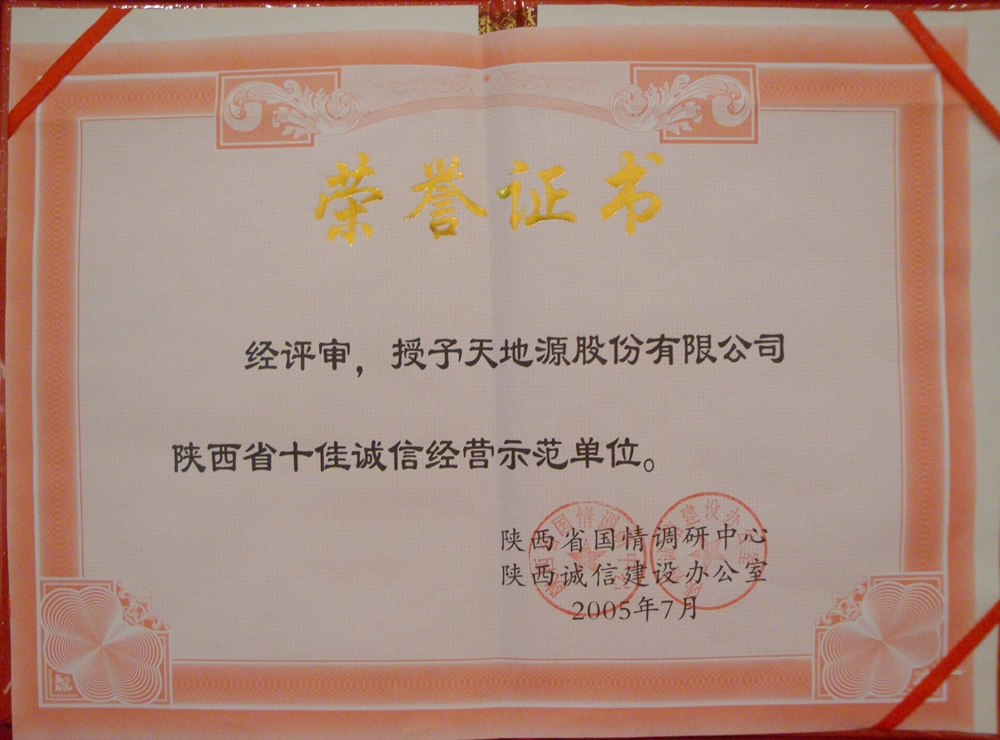 荣誉证书
经评审，授予天地源股份有限公司
陕西省十佳诚信经营示范单位。
陕西省国情调研中心
陕西诚信建设办公室
2005年7月